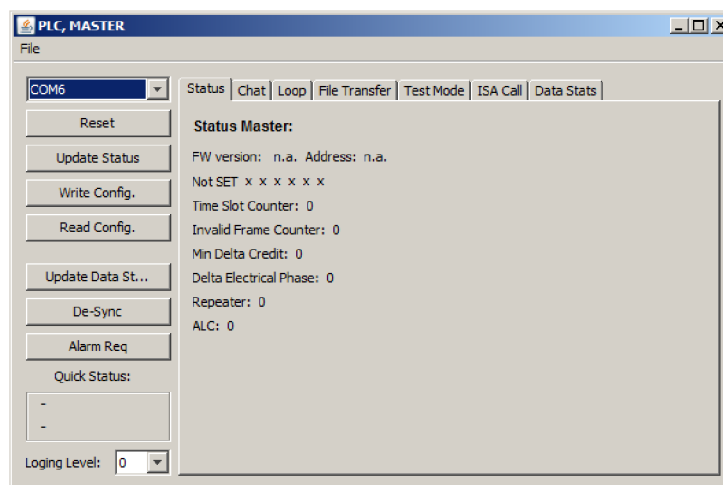 PLC, MASTER
File
COM6
Reset
Update Status
Write Config.
Read Config.
Update Data St...
De-Sync
Alarm Req
Quick Status:
-
-
Loging Level: 0
Status Chat Loop File Transfer Test Mode ISA Call Data Stats
Status Master:
FW version: n.a. Address: n.a.
Not SET x x x x x x
Time Slot Counter: 0
Invalid Frame Counter: 0
Min Delta Credit: 0
Delta Electrical Phase: 0
Repeater: 0
ALC: 0